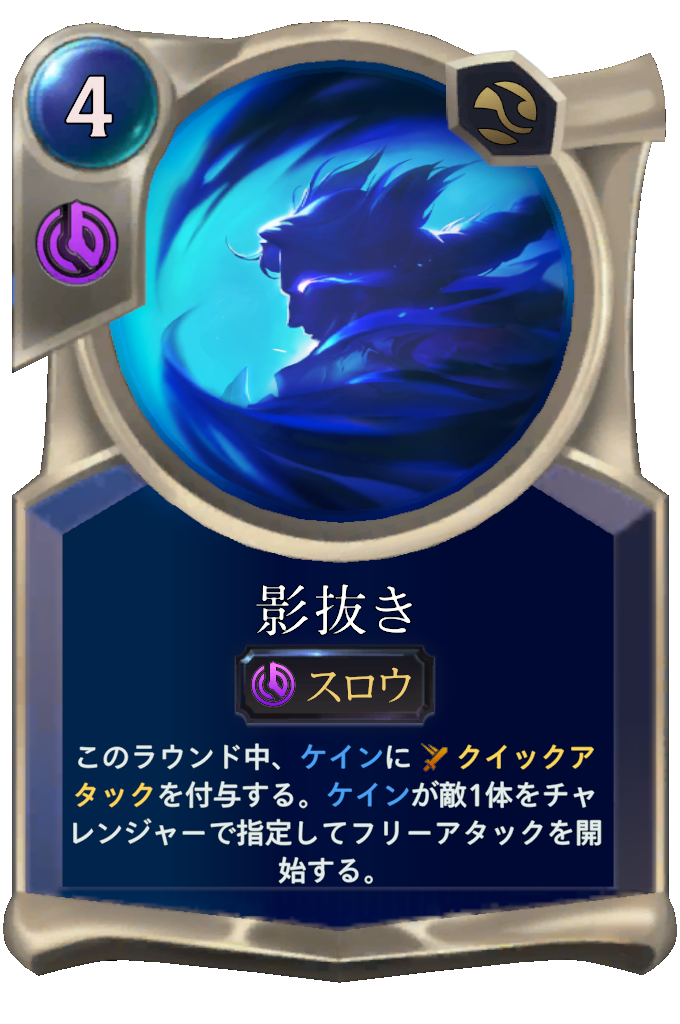 4
影抜き
スロウ
このラウンド中、ケインにクイックア
タックを付与する。ケインが敵1体をチャ
レンジャーで指定してフリーアタックを開
始する。